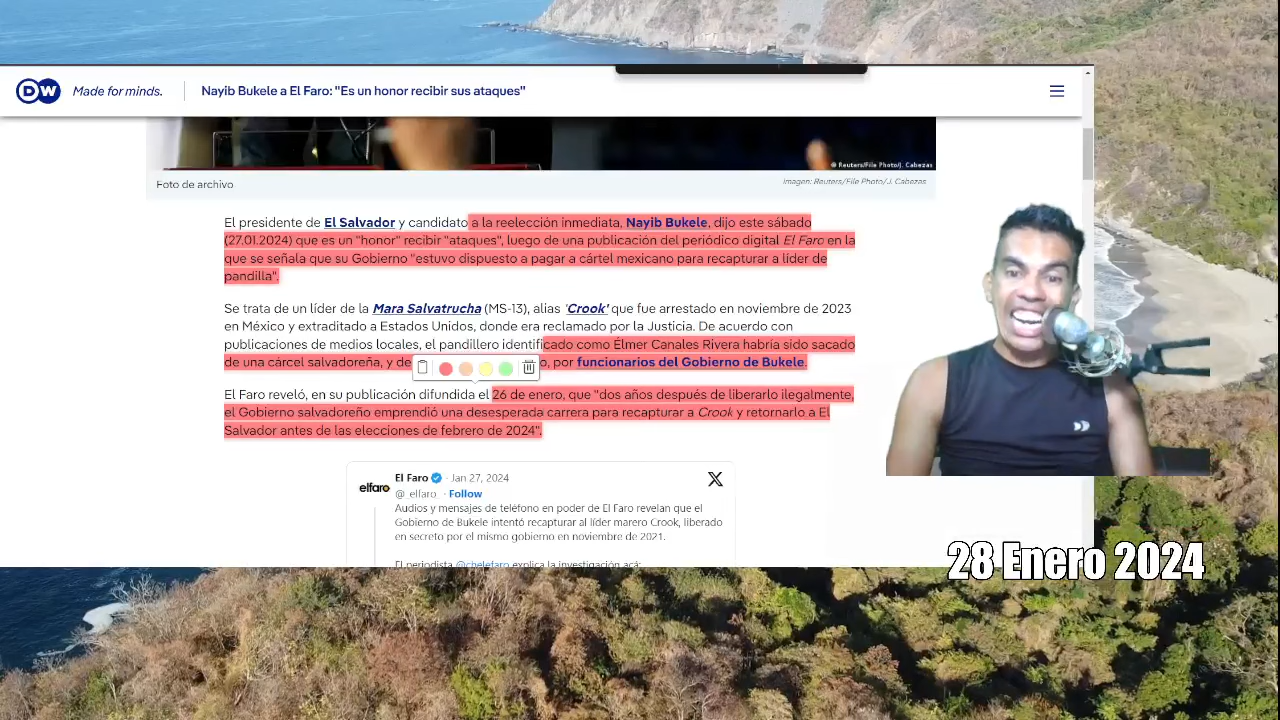 DW Made for minds. Nayib Bukele a El Faro: "Es un honor recibir sus ataques"
© Reuters/File Photo/J. Cabezas
Foto de archivo
Imagen: Reuters/File Photo/J. Cabezas
El presidente de El Salvador y candidato a la reelección inmediata, Nayib Bukele, dijo este sábado
(27.01.2024) que es un "honor" recibir "ataques", luego de una publicación del periódico digital El Faro en la
que se señala que su Gobierno "estuvo dispuesto a pagar a cártel mexicano para recapturar a líder de
pandilla".
Se trata de un líder de la Mara Salvatrucha (MS-13), alias 'Crook' que fue arrestado en noviembre de 2023
en México y extraditado a Estados Unidos, donde era reclamado por la Justicia. De acuerdo con
publicaciones de medios locales, el pandillero identificado como Élmer Canales Rivera habría sido sacado
de una cárcel salvadoreña, y de o, por funcionarios del Gobierno de Bukele.
El Faro reveló, en su publicación difundida el 26 de enero, que "dos años después de liberarlo ilegalmente,
el Gobierno salvadoreño emprendió una desesperada carrera para recapturar a Crook y retornarlo a El
Salvador antes de las elecciones de febrero de 2024".
elfaro
El Faro · Jan 27, 2024
@_elfaro_ · Follow
Audios y mensajes de teléfono en poder de El Faro revelan que el
Gobierno de Bukele intentó recapturar al líder marero Crook, liberado
en secreto por el mismo gobierno en noviembre de 2021.
El periodista @chelefaro explica la investigación acá:
28 Enero 2024